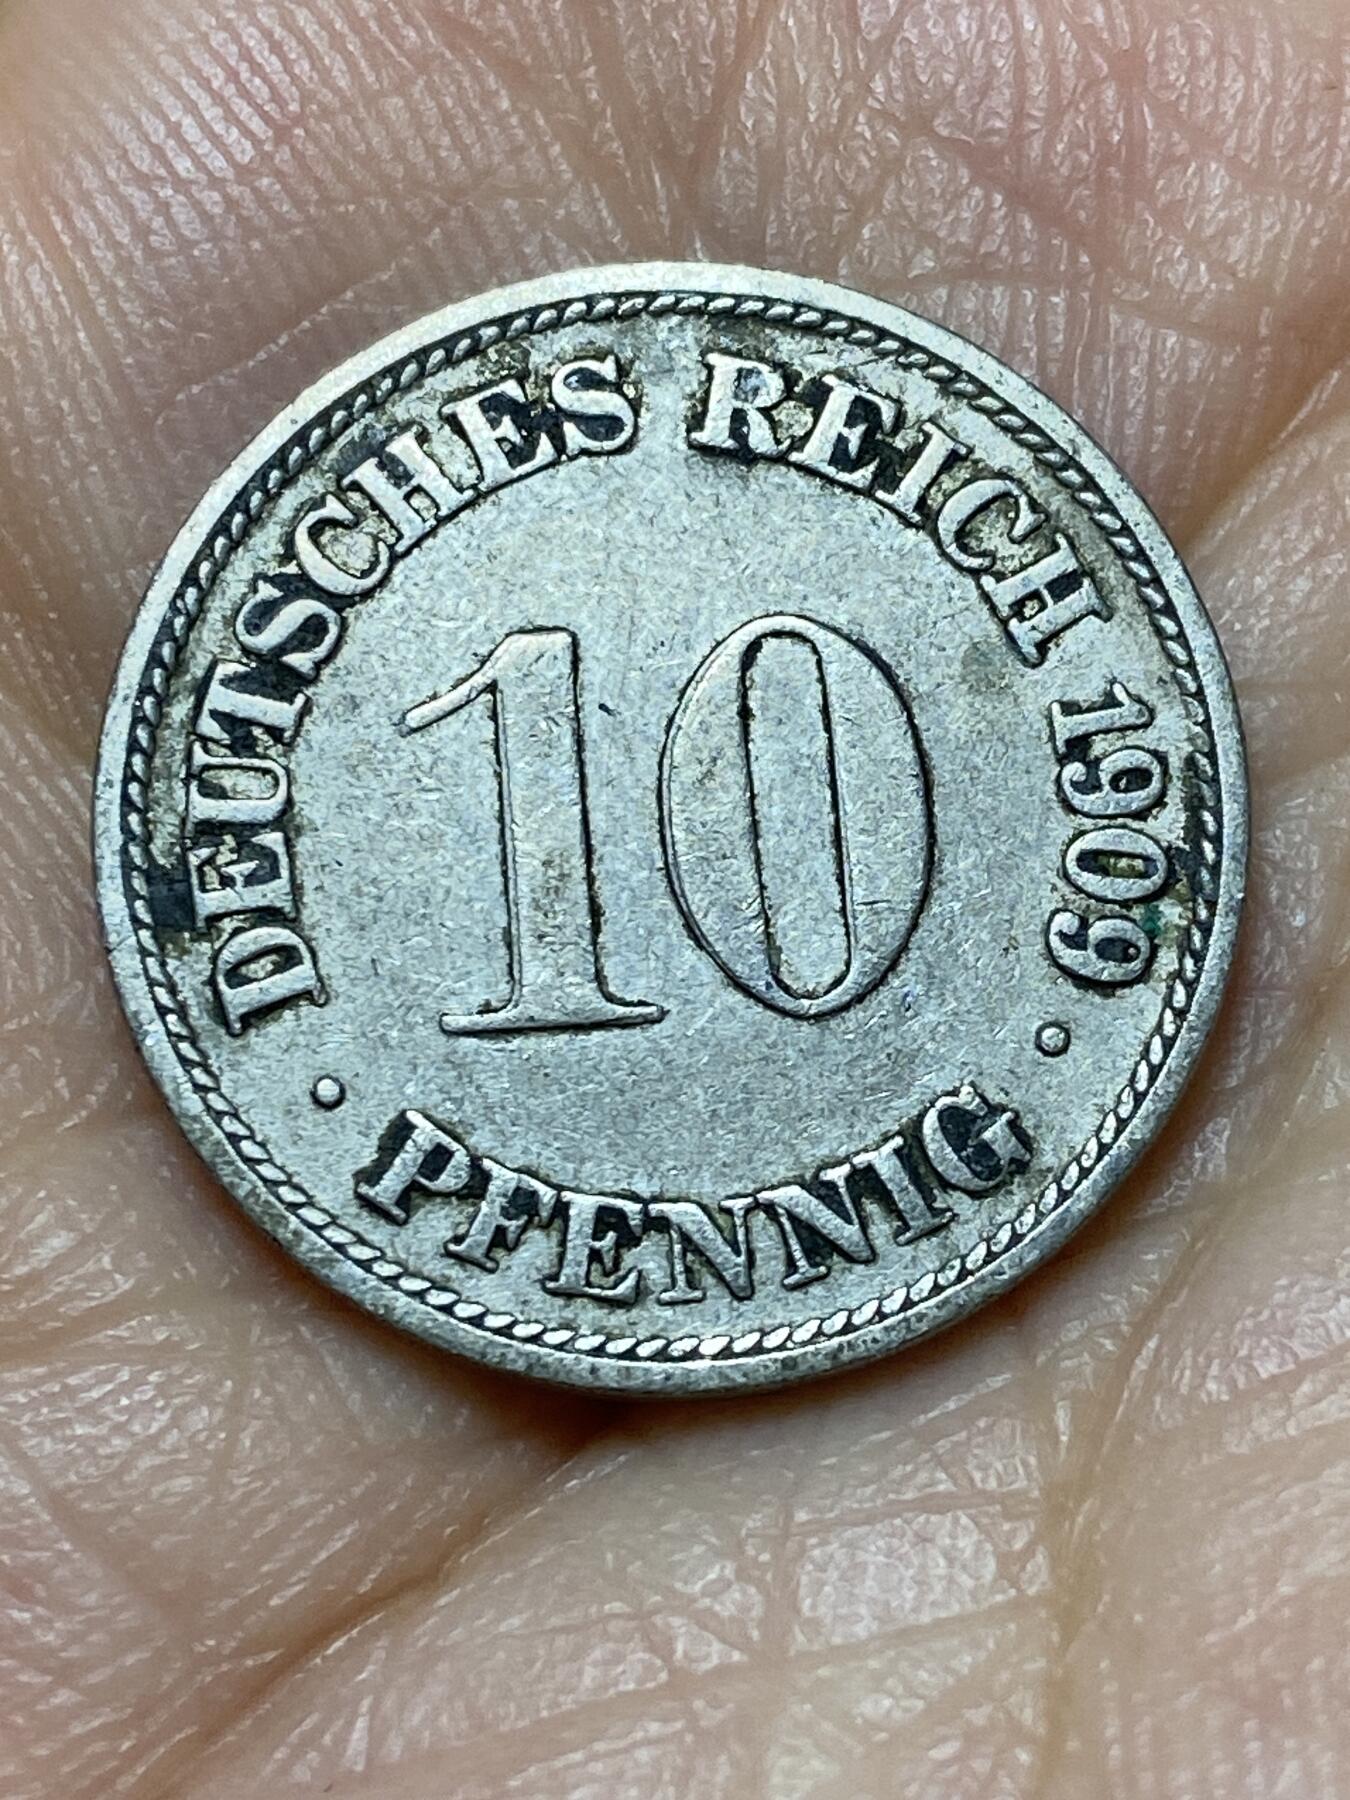 DEUTSCHES REICH 1909
10
PFENNIG